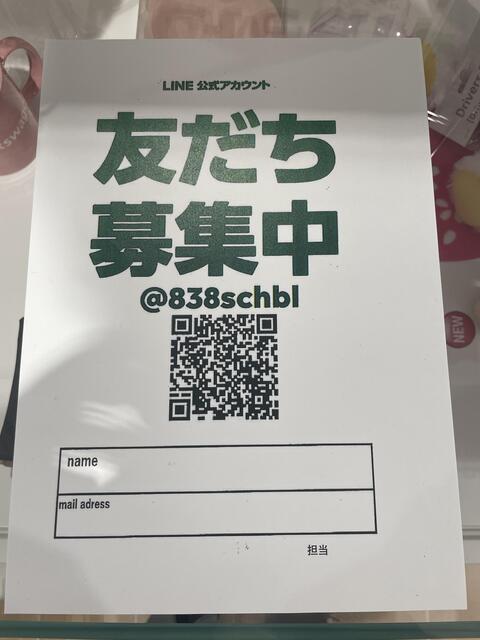 LINE 公式アカウント
友だち
募集中
@838schbl
name
mail adress
担当
NEW